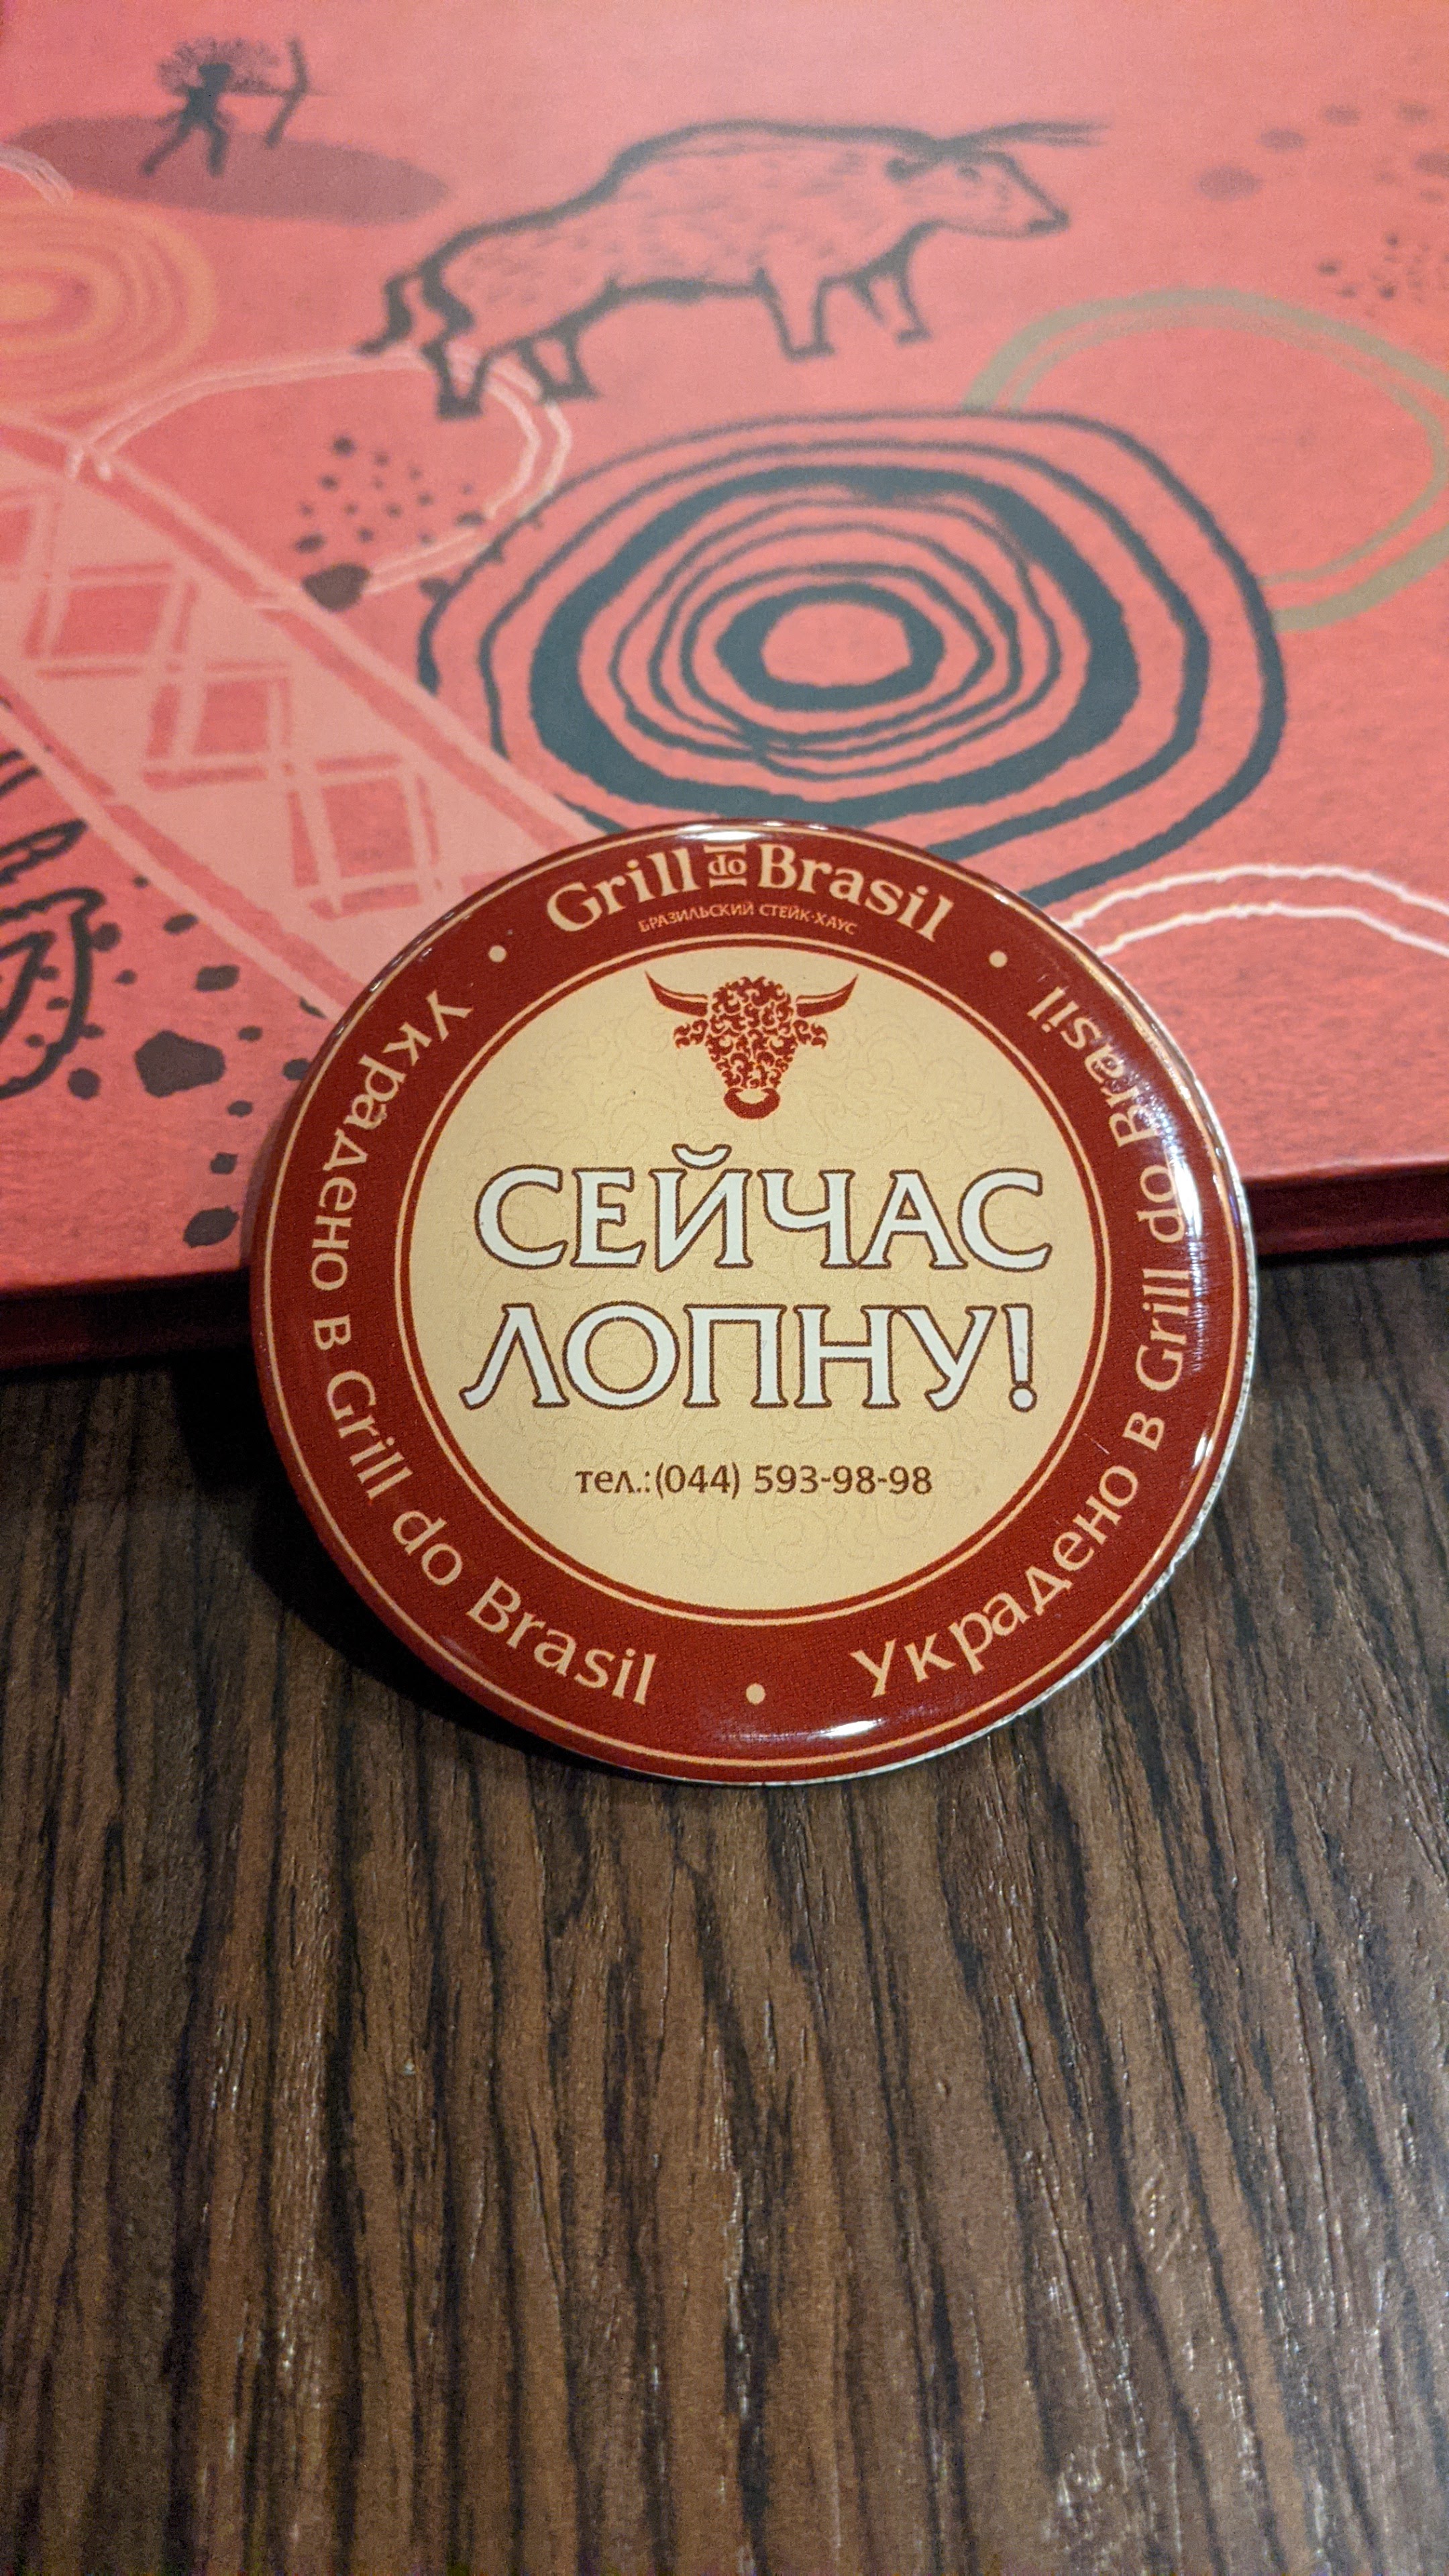 Grill do Brasil
БРАЗИЛЬСКИЙ СТЕЙК-ХАУС
СЕЙЧАС
ЛОПНУ!
тел.:(044) 593-98-98
Украдено в Grill do Brasil
Украдено в Grill do Brasil